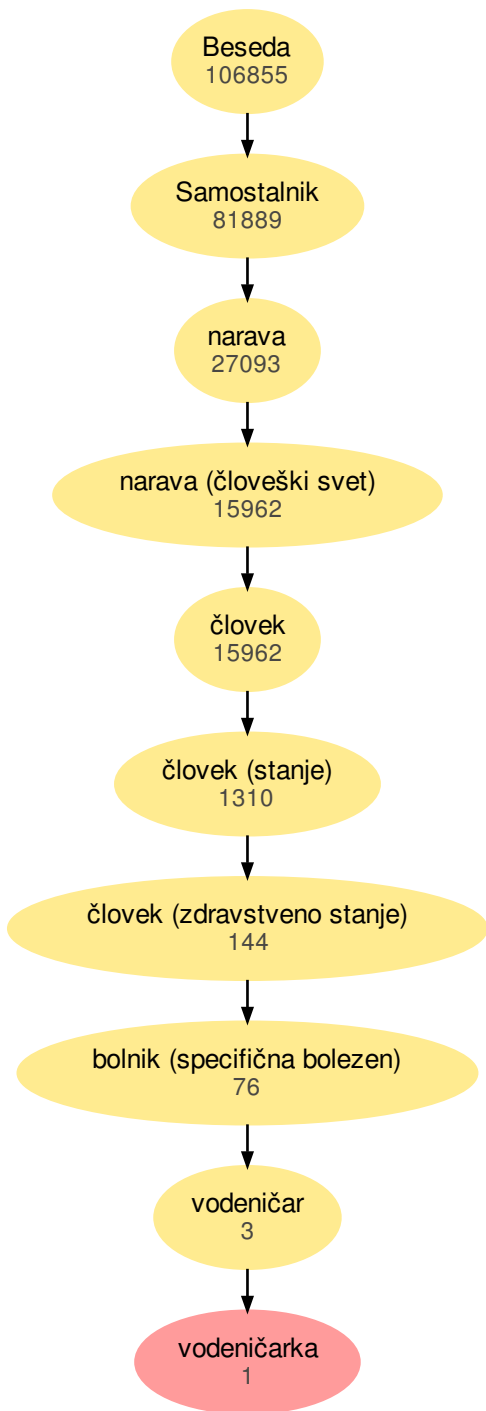 Beseda
106855
Samostalnik
81889
narava
27093
narava (človeški svet)
15962
človek
15962
človek (stanje)
1310
človek (zdravstveno stanje)
144
bolnik (specifična bolezen)
76
vodeničar
3
vodeničarka
1